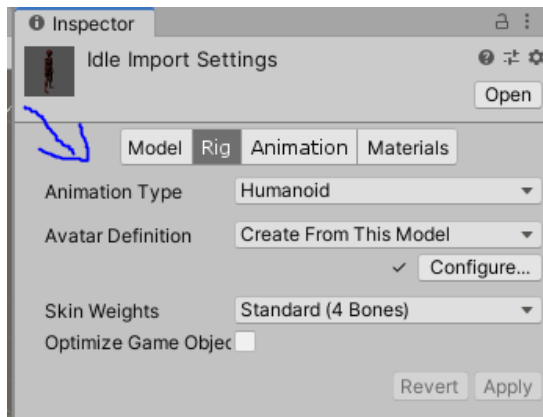 Inspector
Idle Import Settings
Open
Model Rig Animation Materials
Animation Type Humanoid
Avatar Definition Create From This Model
Configure...
Skin Weights Standard (4 Bones)
Optimize Game Objec
Revert Apply